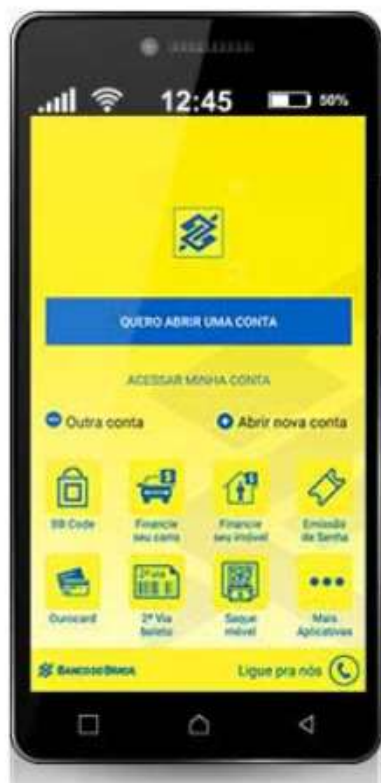 12:45
50%
QUERO ABRIR UMA CONTA
ACESSAR MINHA CONTA
Outra conta
Abrir nova conta
BB Code
Financie
seu carro
Financie
seu imóvel
Emissão
de Senha
Ourocard
2ª Via
2ª Via
boleto
Saque
móvel
Mais
Aplicativos
BANCO DO BRASIL
Ligue pra nós